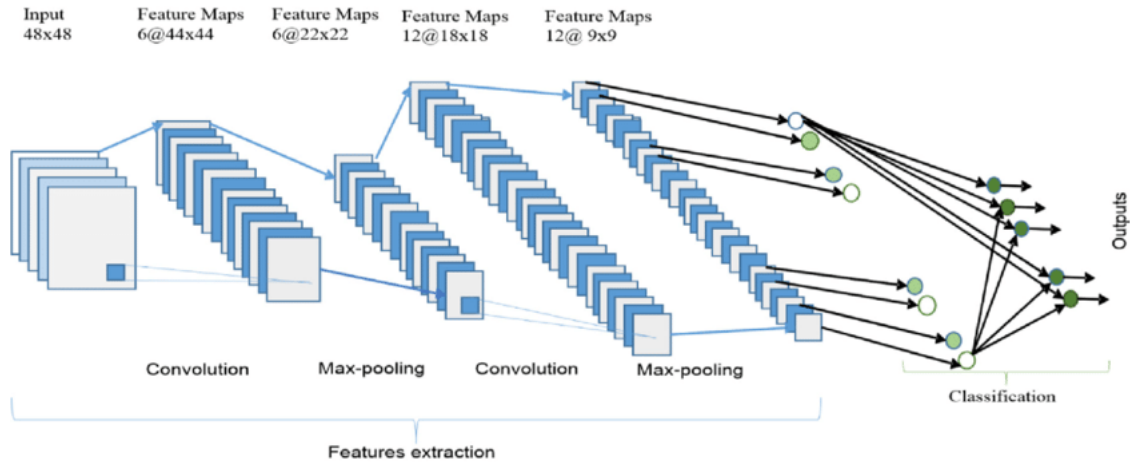 Input
48x48
Feature Maps
6@44x44
Feature Maps
6@22x22
Feature Maps
12@18x18
Feature Maps
12@ 9x9
Outputs
Convolution
Max-pooling
Convolution
Max-pooling
Classification
Features extraction